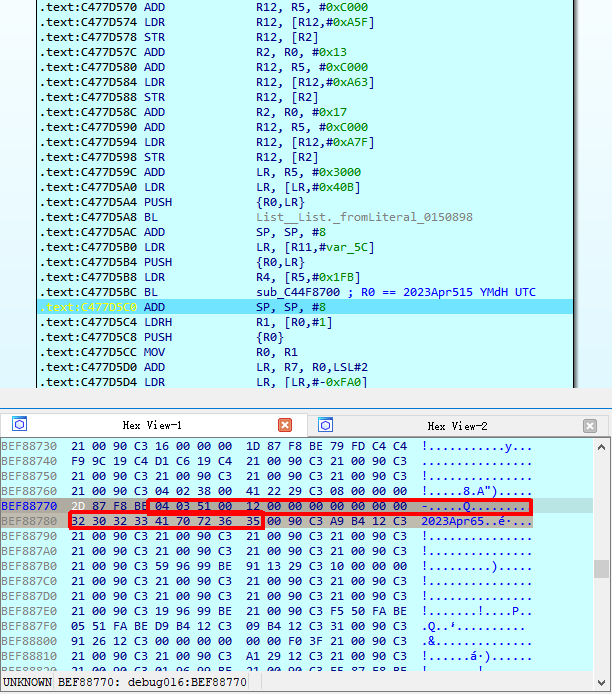 .text:C477D570 ADD R12, R5, #0xC000
.text:C477D574 LDR R12, [R12,#0xA5F]
.text:C477D578 STR R12, [R2]
.text:C477D57C ADD R2, R0, #0x13
.text:C477D580 ADD R12, R5, #0xC000
.text:C477D584 LDR R12, [R12,#0xA63]
.text:C477D588 STR R12, [R2]
.text:C477D58C ADD R2, R0, #0x17
.text:C477D590 ADD R12, R5, #0xC000
.text:C477D594 LDR R12, [R12,#0xA7F]
.text:C477D598 STR R12, [R2]
.text:C477D59C ADD LR, R5, #0x3000
.text:C477D5A0 LDR LR, [LR,#0x40B]
.text:C477D5A4 PUSH {R0,LR}
.text:C477D5A8 BL List__List._fromLiteral_0150898
.text:C477D5AC ADD SP, SP, #8
.text:C477D5B0 LDR LR, [R11,#var_5C]
.text:C477D5B4 PUSH {R0,LR}
.text:C477D5B8 LDR R4, [R5,#0x1FB]
.text:C477D5BC BL sub_C44F8700 ; R0 == 2023Apr515 YMdH UTC
.text:C477D5C0 ADD SP, SP, #8
.text:C477D5C4 LDRH R1, [R0,#1]
.text:C477D5C8 PUSH {R0}
.text:C477D5CC MOV R0, R1
.text:C477D5D0 ADD LR, R7, R0,LSL#2
.text:C477D5D4 LDR LR, [LR,#-0xFA0]
Hex View-1 Hex View-2
BEF88730 21 00 90 C3 16 00 00 00 1D 87 F8 BE 79 FD C4 C4 !...........y...
BEF88740 F9 9C 19 C4 D1 C6 19 C4 21 00 90 C3 21 00 90 C3 ........!...!...
BEF88750 21 00 90 C3 21 00 90 C3 21 00 90 C3 21 00 90 C3 !...............
BEF88760 21 00 90 C3 04 02 38 00 41 22 29 C3 08 00 00 00 !.....8.A").....
BEF88770 2D 87 F8 BE 04 03 51 00 12 00 00 00 00 00 00 00 -.....Q.........
BEF88780 32 30 32 33 41 70 72 36 35 00 90 C3 A9 B4 12 C3 2023Apr65..é·...
BEF88790 21 00 90 C3 21 00 90 C3 21 00 90 C3 21 00 90 C3 !...............
BEF887A0 21 00 90 C3 21 00 90 C3 21 00 90 C3 21 00 90 C3 !...............
BEF887B0 21 00 90 C3 59 96 99 BE 91 13 29 C3 10 00 00 00 !.........).....
BEF887C0 21 00 90 C3 21 00 90 C3 21 00 90 C3 21 00 90 C3 !...............
BEF887D0 21 00 90 C3 21 00 90 C3 21 00 90 C3 21 00 90 C3 !...............
BEF887E0 21 00 90 C3 19 96 99 BE 21 00 90 C3 F5 50 FA BE !.......!....P..
BEF887F0 05 51 FA BE D9 B4 12 C3 09 B4 12 C3 31 00 90 C3
BEF88800 91 26 12 C3 00 00 00 00 00 00 F0 3F 21 00 90 C3
BEF88810 21 00 90 C3 21 00 90 C3 A1 29 12 C3 21 00 90 C3
UNKNOWN BEF88770: debug016:BEF88770